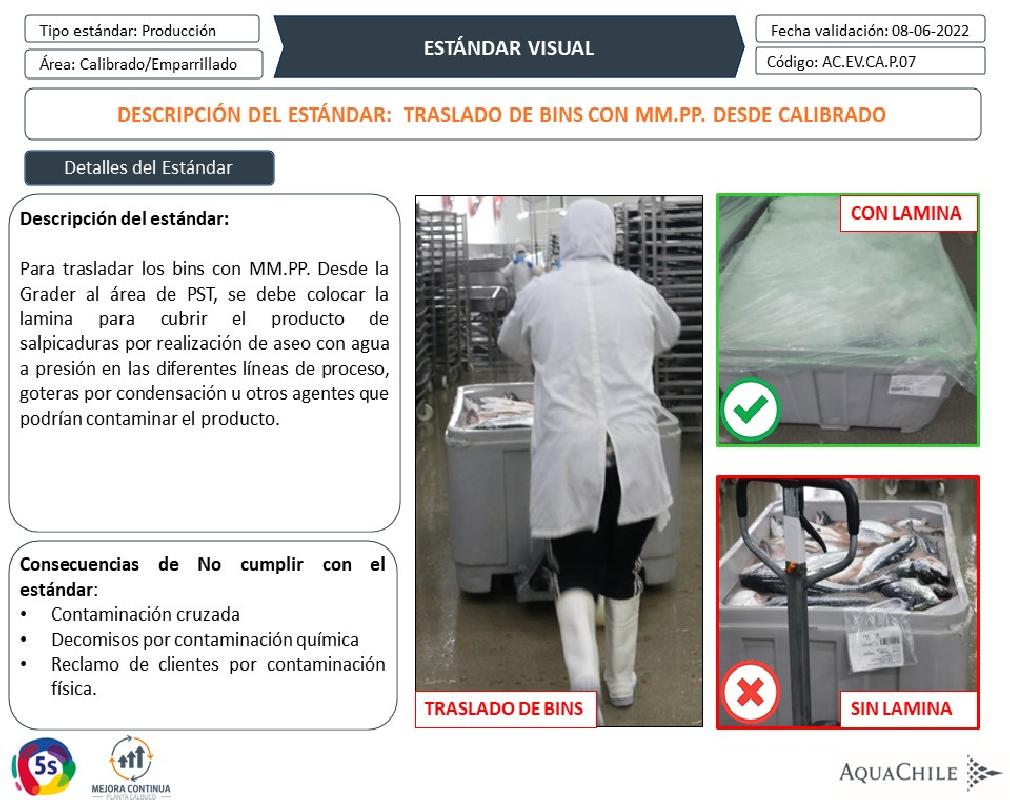 Tipo estándar: Producción
Área: Calibrado/Emparrillado
ESTÁNDAR VISUAL
Fecha validación: 08-06-2022
Código: AC.EV.CA.P.07
DESCRIPCIÓN DEL ESTÁNDAR: TRASLADO DE BINS CON MM.PP. DESDE CALIBRADO
Detalles del Estándar
Descripción del estándar:
Para trasladar los bins con MM.PP. Desde la
Grader al área de PST, se debe colocar la
lamina para cubrir el producto de
salpicaduras por realización de aseo con agua
a presión en las diferentes líneas de proceso,
goteras por condensación u otros agentes que
podrían contaminar el producto.
Consecuencias de No cumplir con el
estándar:
• Contaminación cruzada
• Decomisos por contaminación química
• Reclamo de clientes por contaminación
física.
TRASLADO DE BINS
CON LAMINA
SIN LAMINA
5s
MEJORA CONTINUA
PLANTA CALBUCO
AQUACHILE